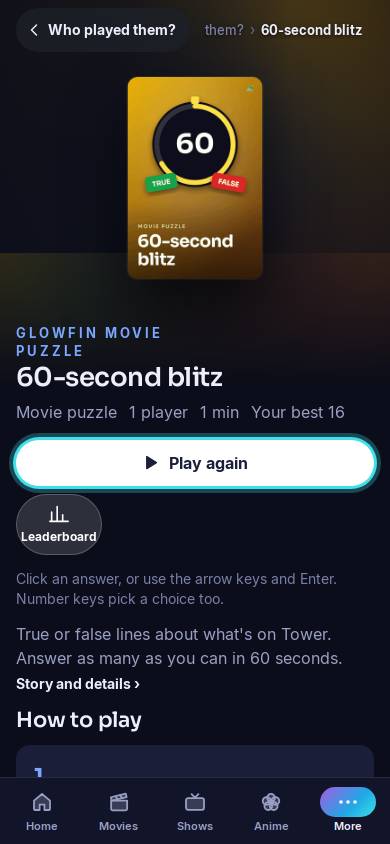 Who played them?
them? › 60-second blitz
60
TRUE
FALSE
MOVIE PUZZLE
60-second
blitz
GLOWFIN MOVIE
PUZZLE
60-second blitz
Movie puzzle 1 player 1 min Your best 16
Play again
Leaderboard
Click an answer, or use the arrow keys and Enter.
Number keys pick a choice too.
True or false lines about what's on Tower.
Answer as many as you can in 60 seconds.
Story and details ›
How to play
1
Home
Movies
Shows
Anime
More